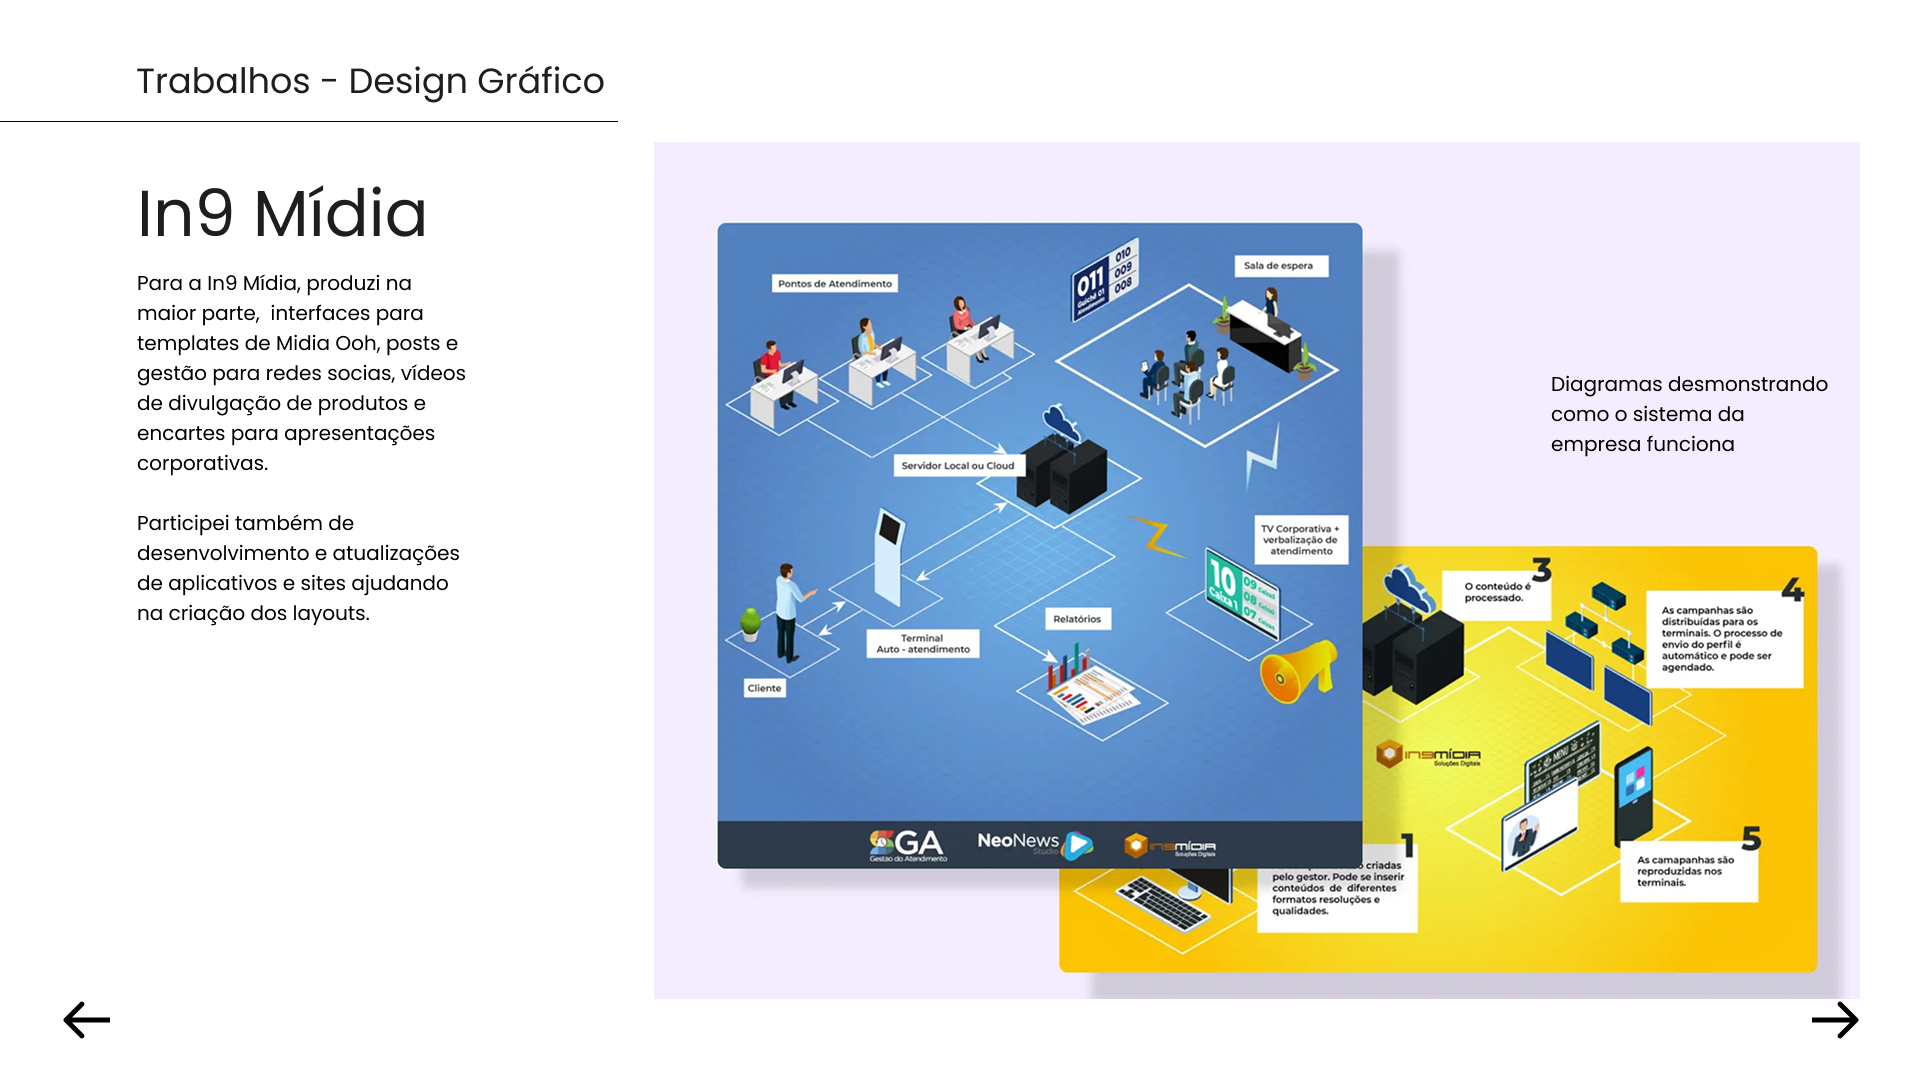 Trabalhos - Design Gráfico
In9 Mídia
Para a In9 Mídia, produzi na
maior parte,  interfaces para
templates de Midia Ooh, posts e
gestão para redes socias, vídeos
de divulgação de produtos e
encartes para apresentações
corporativas.
Participei também de
desenvolvimento e atualizações
de aplicativos e sites ajudando
na criação dos layouts.
Pontos de Atendimento
011
Guichê 01
Atendimento
010
009
008
Sala de espera
Servidor Local ou Cloud
TV Corporativa +
verbalização de
atendimento
10
Caixa 1
09 Caixa1
08 Caixa1
07 Caixa1
Terminal
Auto - atendimento
Relatórios
Cliente
SGA
Gestão do Atendimento
NeoNews
Studio
in9mídia
Soluções Digitais
Diagramas desmonstrando
como o sistema da
empresa funciona
3
O conteúdo é
processado.
4
As campanhas são
distribuídas para os
terminais. O processo de
envio do perfil é
automático e pode ser
agendado.
in9mídia
Soluções Digitais
MENU
1
criadas
pelo gestor. Pode se inserir
conteúdos de diferentes
formatos resoluções e
qualidades.
5
As camapanhas são
reproduzidas nos
terminais.